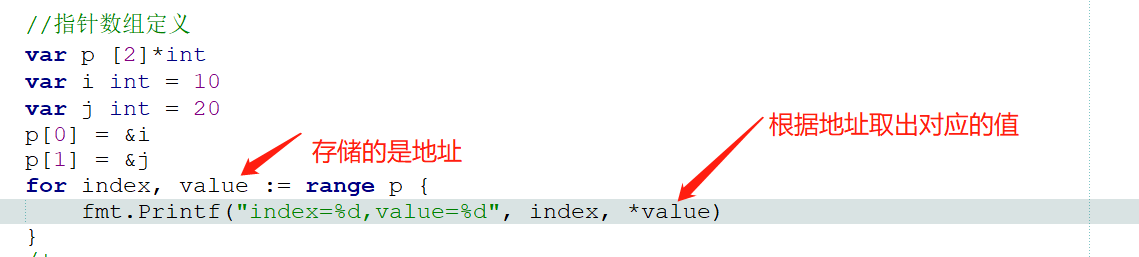 //指针数组定义
var p [2]*int
var i int = 10
var j int = 20
p[0] = &i
p[1] = &j
存储的是地址
根据地址取出对应的值
for index, value := range p {
fmt.Printf("index=%d,value=%d", index, *value)
}